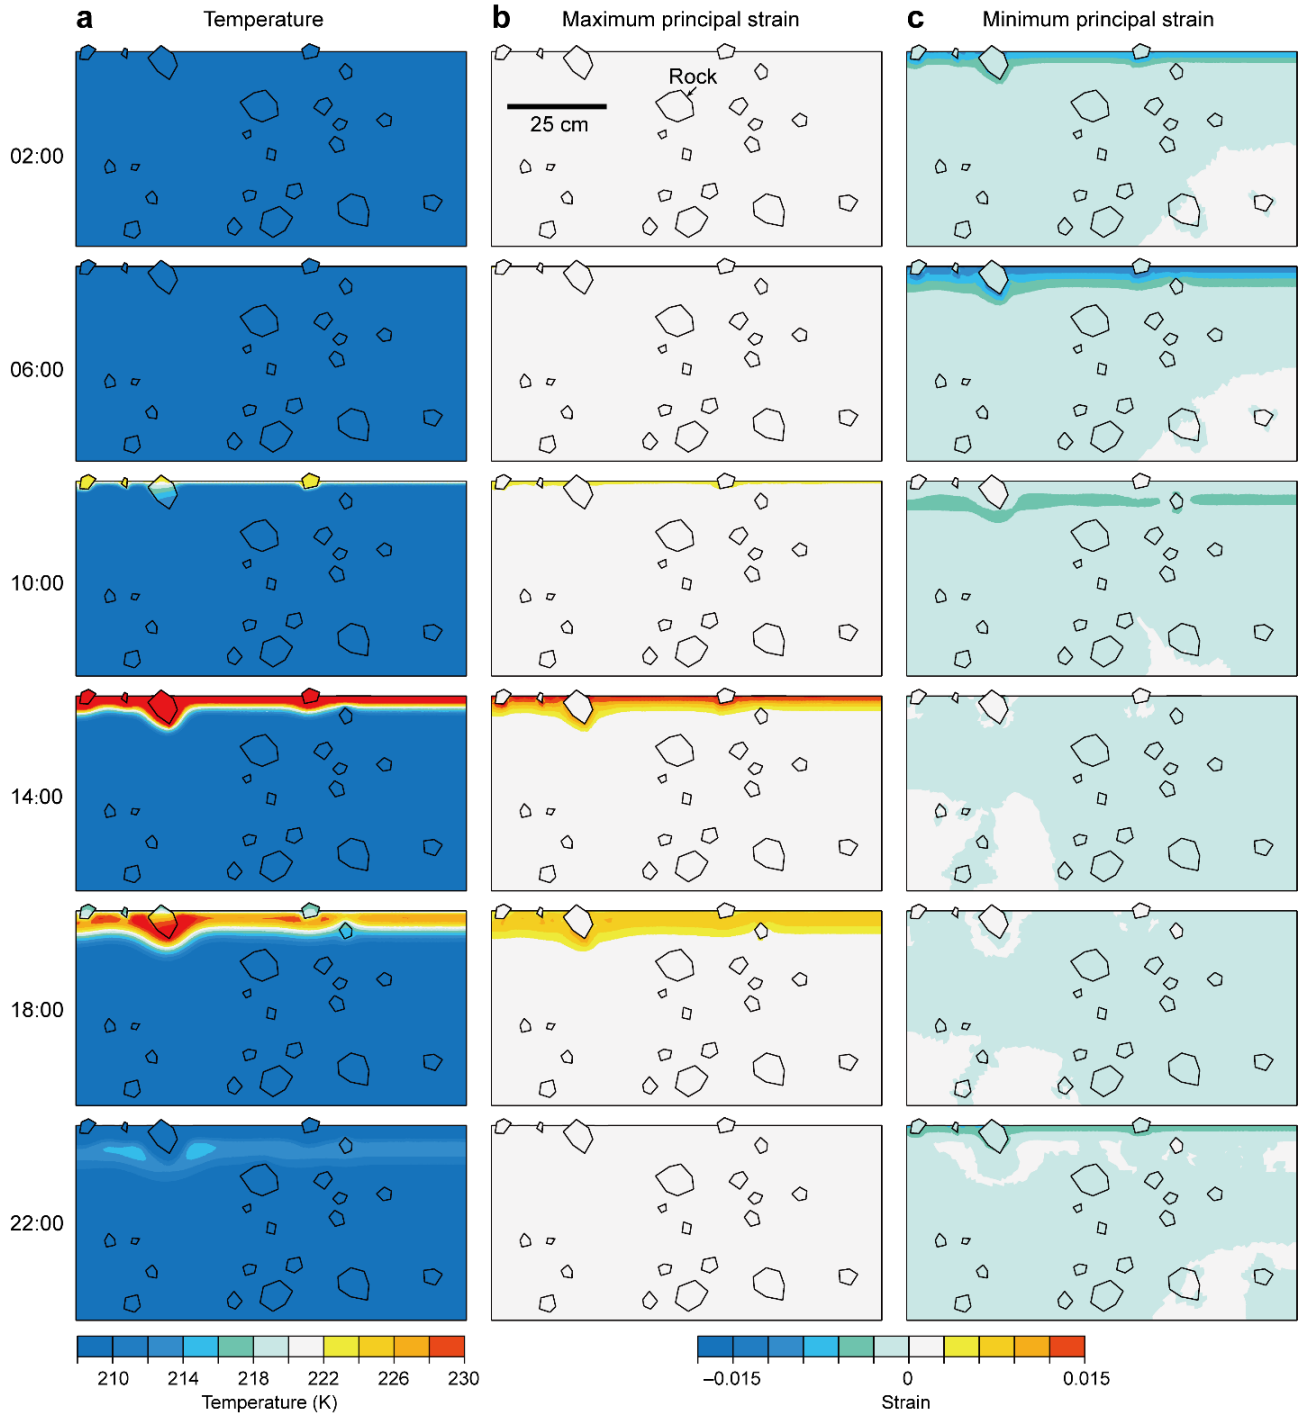 a Temperature b Maximum principal strain c Minimum principal strain
Rock
25 cm
02:00
06:00
10:00
14:00
18:00
22:00
210 214 218 222 226 230
Temperature (K)
–0.015 0 0.015
Strain